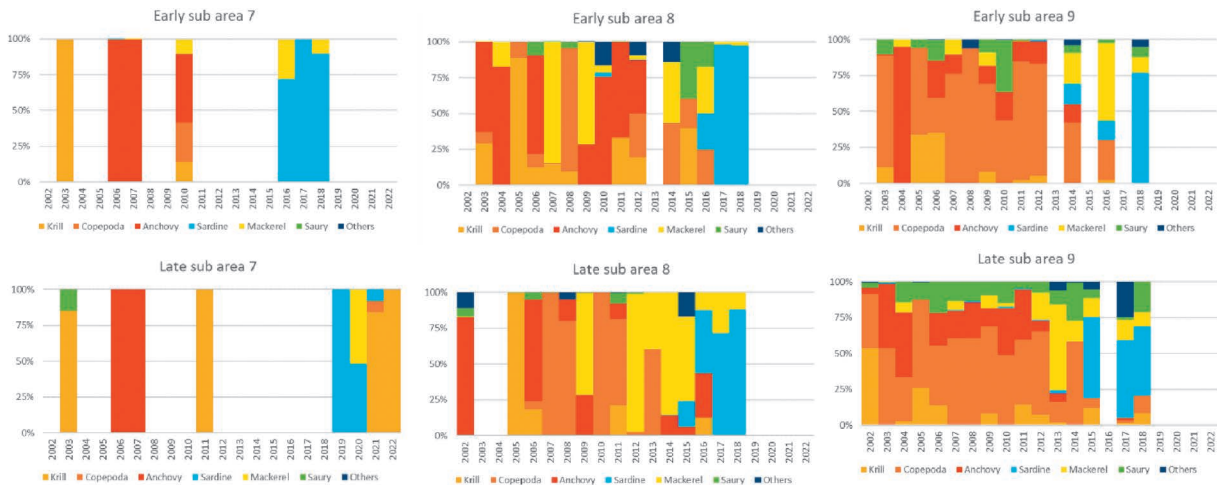 Early sub area 7
100%
75%
50%
25%
0%
2002 2003 2004 2005 2006 2007 2008 2009 2010 2011 2012 2013 2014 2015 2016 2017 2018 2019 2020 2021 2022
Krill Copepoda Anchovy Sardine Mackerel Saury Others
Early sub area 8
100%
75%
50%
25%
0%
2002 2003 2004 2005 2006 2007 2008 2009 2010 2011 2012 2013 2014 2015 2016 2017 2018 2019 2020 2021 2022
Krill Copepoda Anchovy Sardine Mackerel Saury Others
Early sub area 9
100%
75%
50%
25%
0%
2002 2003 2004 2005 2006 2007 2008 2009 2010 2011 2012 2013 2014 2015 2016 2017 2018 2019 2020 2021 2022
Krill Copepoda Anchovy Sardine Mackerel Saury Others
Late sub area 7
100%
75%
50%
25%
0%
2002 2003 2004 2005 2006 2007 2008 2009 2010 2011 2012 2013 2014 2015 2016 2017 2018 2019 2020 2021 2022
Krill Copepoda Anchovy Sardine Mackerel Saury Others
Late sub area 8
100%
75%
50%
25%
0%
2002 2003 2004 2005 2006 2007 2008 2009 2010 2011 2012 2013 2014 2015 2016 2017 2018 2019 2020 2021 2022
Krill Copepoda Anchovy Sardine Mackerel Saury Others
Late sub area 9
100%
75%
50%
25%
0%
2002 2003 2004 2005 2006 2007 2008 2009 2010 2011 2012 2013 2014 2015 2016 2017 2018 2019 2020 2021 2022
Krill Copepoda Anchovy Sardine Mackerel Saury Others